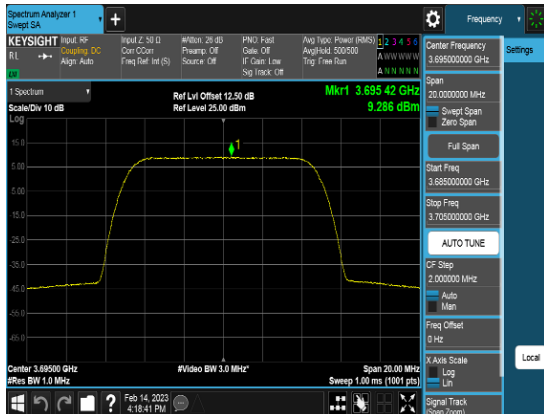 Spectrum Analyzer 1
Swept SA
+
Frequency
KEYSIGHT
RL
Input: RF
Coupling: DC
Align: Auto
Input Z: 50 Ω
Corr CCorr
Freq Ref: Int (S)
#Atten: 26 dB
Preamp: Off
Source: Off
PNO: Fast
Gate: Off
IF Gain: Low
Sig Track: Off
Avg Type: Power (RMS)
Avg|Hold: 500/500
Trig: Free Run
1 2 3 4 5 6
A W W W W W
A N N N N N
1 Spectrum
Scale/Div 10 dB
Log
Ref Lvl Offset 12.50 dB
Ref Level 25.00 dBm
Mkr1 3.695 42 GHz
9.286 dBm
15.0
5.00
-5.00
-15.0
-25.0
-35.0
-45.0
-55.0
-65.0
1
Center 3.69500 GHz
#Res BW 1.0 MHz
#Video BW 3.0 MHz*
Span 20.00 MHz
Sweep 1.00 ms (1001 pts)
Feb 14, 2023
4:18:41 PM
Center Frequency
3.695000000 GHz
Span
20.0000000 MHz
Swept Span
Zero Span
Full Span
Start Freq
3.685000000 GHz
Stop Freq
3.705000000 GHz
AUTO TUNE
CF Step
2.000000 MHz
Auto
Man
Freq Offset
0 Hz
X Axis Scale
Log
Lin
Signal Track
(Span Zoom)
Settings
Local